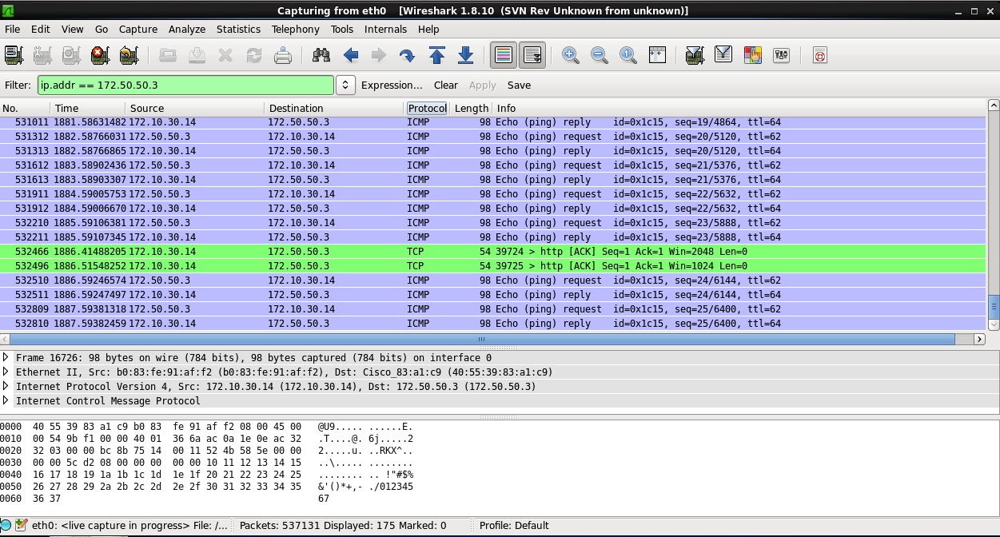 Capturing from eth0   [Wireshark 1.8.10  (SVN Rev Unknown from unknown)]
File Edit View Go Capture Analyze Statistics Telephony Tools Internals Help
Filter: ip.addr == 172.50.50.3 Expression... Clear Apply Save
No. Time Source Destination Protocol Length Info
531011 1881.58631482 172.10.30.14 172.50.50.3 ICMP 98 Echo (ping) reply    id=0x1c15, seq=19/4864, ttl=64
531312 1882.58766031 172.50.50.3 172.10.30.14 ICMP 98 Echo (ping) request  id=0x1c15, seq=20/5120, ttl=62
531313 1882.58766865 172.10.30.14 172.50.50.3 ICMP 98 Echo (ping) reply    id=0x1c15, seq=20/5120, ttl=64
531612 1883.58902436 172.50.50.3 172.10.30.14 ICMP 98 Echo (ping) request  id=0x1c15, seq=21/5376, ttl=62
531613 1883.58903307 172.10.30.14 172.50.50.3 ICMP 98 Echo (ping) reply    id=0x1c15, seq=21/5376, ttl=64
531911 1884.59005753 172.50.50.3 172.10.30.14 ICMP 98 Echo (ping) request  id=0x1c15, seq=22/5632, ttl=62
531912 1884.59006670 172.10.30.14 172.50.50.3 ICMP 98 Echo (ping) reply    id=0x1c15, seq=22/5632, ttl=64
532210 1885.59106381 172.50.50.3 172.10.30.14 ICMP 98 Echo (ping) request  id=0x1c15, seq=23/5888, ttl=62
532211 1885.59107345 172.10.30.14 172.50.50.3 ICMP 98 Echo (ping) reply    id=0x1c15, seq=23/5888, ttl=64
532466 1886.41488205 172.10.30.14 172.50.50.3 TCP 54 39724 > http [ACK] Seq=1 Ack=1 Win=2048 Len=0
532496 1886.51548252 172.10.30.14 172.50.50.3 TCP 54 39725 > http [ACK] Seq=1 Ack=1 Win=1024 Len=0
532510 1886.59246574 172.50.50.3 172.10.30.14 ICMP 98 Echo (ping) request  id=0x1c15, seq=24/6144, ttl=62
532511 1886.59247497 172.10.30.14 172.50.50.3 ICMP 98 Echo (ping) reply    id=0x1c15, seq=24/6144, ttl=64
532809 1887.59381318 172.50.50.3 172.10.30.14 ICMP 98 Echo (ping) request  id=0x1c15, seq=25/6400, ttl=62
532810 1887.59382459 172.10.30.14 172.50.50.3 ICMP 98 Echo (ping) reply    id=0x1c15, seq=25/6400, ttl=64
Frame 16726: 98 bytes on wire (784 bits), 98 bytes captured (784 bits) on interface 0
Ethernet II, Src: b0:83:fe:91:af:f2 (b0:83:fe:91:af:f2), Dst: Cisco_83:a1:c9 (40:55:39:83:a1:c9)
Internet Protocol Version 4, Src: 172.10.30.14 (172.10.30.14), Dst: 172.50.50.3 (172.50.50.3)
Internet Control Message Protocol
0000  40 55 39 83 a1 c9 b0 83  fe 91 af f2 08 00 45 00   @U9..... ......E.
0010  00 54 9b f1 00 00 40 01  36 6a ac 0a 1e 0e ac 32   .T....@. 6j.....2
0020  32 03 00 00 bc 8b 75 14  00 11 52 4b 58 5e 00 00   2.....u. ..RKX^..
0030  00 00 5c d2 08 00 00 00  00 00 10 11 12 13 14 15   ..\..... ........
0040  16 17 18 19 1a 1b 1c 1d  1e 1f 20 21 22 23 24 25   ........ .. !"#$%
0050  26 27 28 29 2a 2b 2c 2d  2e 2f 30 31 32 33 34 35   &'()*+,- ./012345
0060  36 37   67
eth0: <live capture in progress> File: /... Packets: 537131 Displayed: 175 Marked: 0 Profile: Default